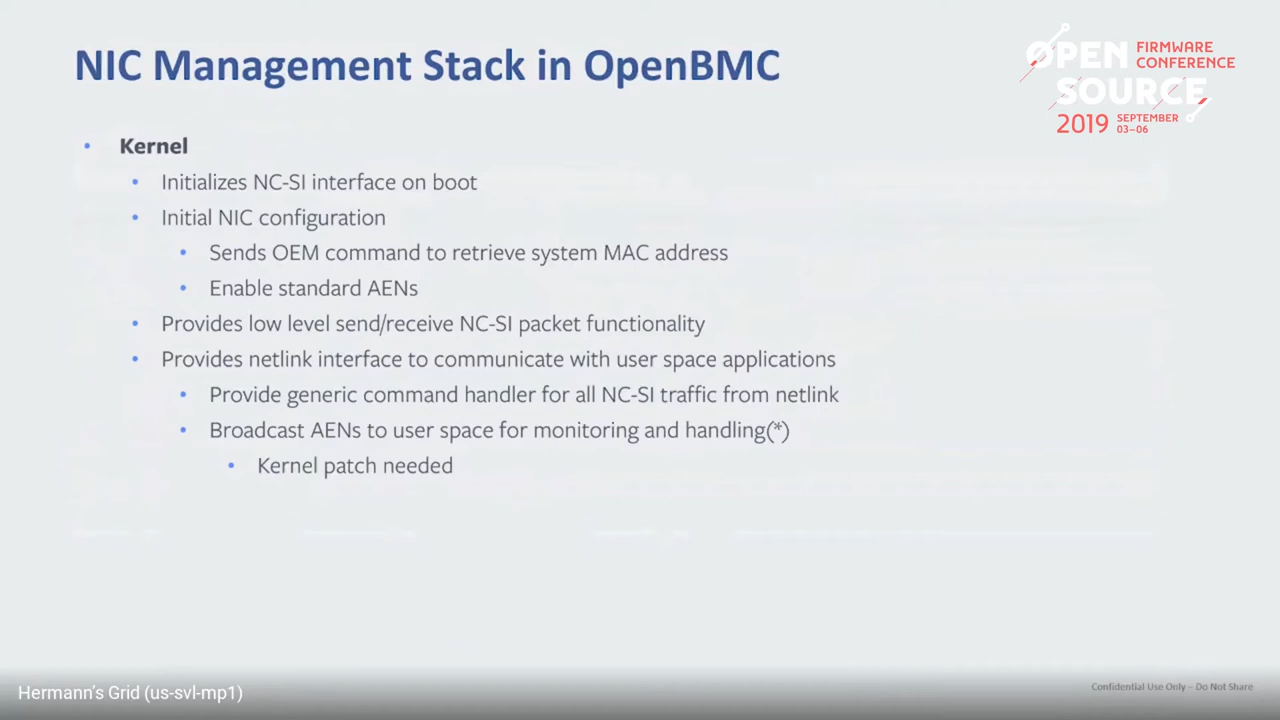 NIC Management Stack in OpenBMC
OPEN SOURCE
FIRMWARE
CONFERENCE
2019 SEPTEMBER
03–06
• Kernel
• Initializes NC-SI interface on boot
• Initial NIC configuration
• Sends OEM command to retrieve system MAC address
• Enable standard AENs
• Provides low level send/receive NC-SI packet functionality
• Provides netlink interface to communicate with user space applications
• Provide generic command handler for all NC-SI traffic from netlink
• Broadcast AENs to user space for monitoring and handling(*)
• Kernel patch needed
Hermann's Grid (us-svl-mp1)
Confidential Use Only – Do Not Share